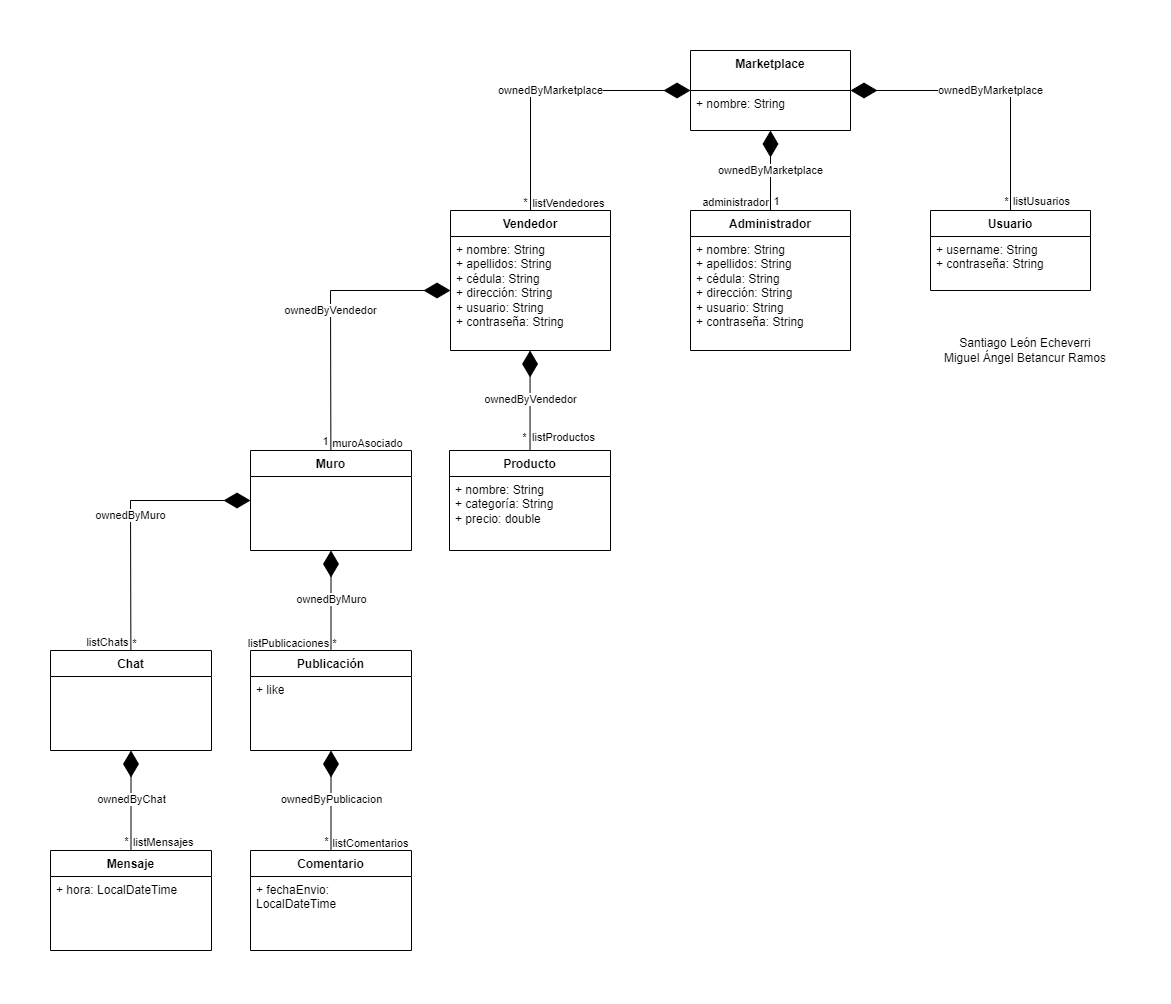 Marketplace
+ nombre: String
ownedByMarketplace
ownedByMarketplace
ownedByMarketplace
* listVendedores
administrador 1
* listUsuarios
Vendedor
+ nombre: String
+ apellidos: String
+ cédula: String
+ dirección: String
+ usuario: String
+ contraseña: String
Administrador
+ nombre: String
+ apellidos: String
+ cédula: String
+ dirección: String
+ usuario: String
+ contraseña: String
Usuario
+ username: String
+ contraseña: String
Santiago León Echeverri
Miguel Ángel Betancur Ramos
ownedByVendedor
ownedByVendedor
1 muroAsociado
* listProductos
Muro
Producto
+ nombre: String
+ categoría: String
+ precio: double
ownedByMuro
ownedByMuro
listChats *
listPublicaciones *
Chat
Publicación
+ like
ownedByChat
ownedByPublicacion
* listMensajes
* listComentarios
Mensaje
+ hora: LocalDateTime
Comentario
+ fechaEnvio:
LocalDateTime